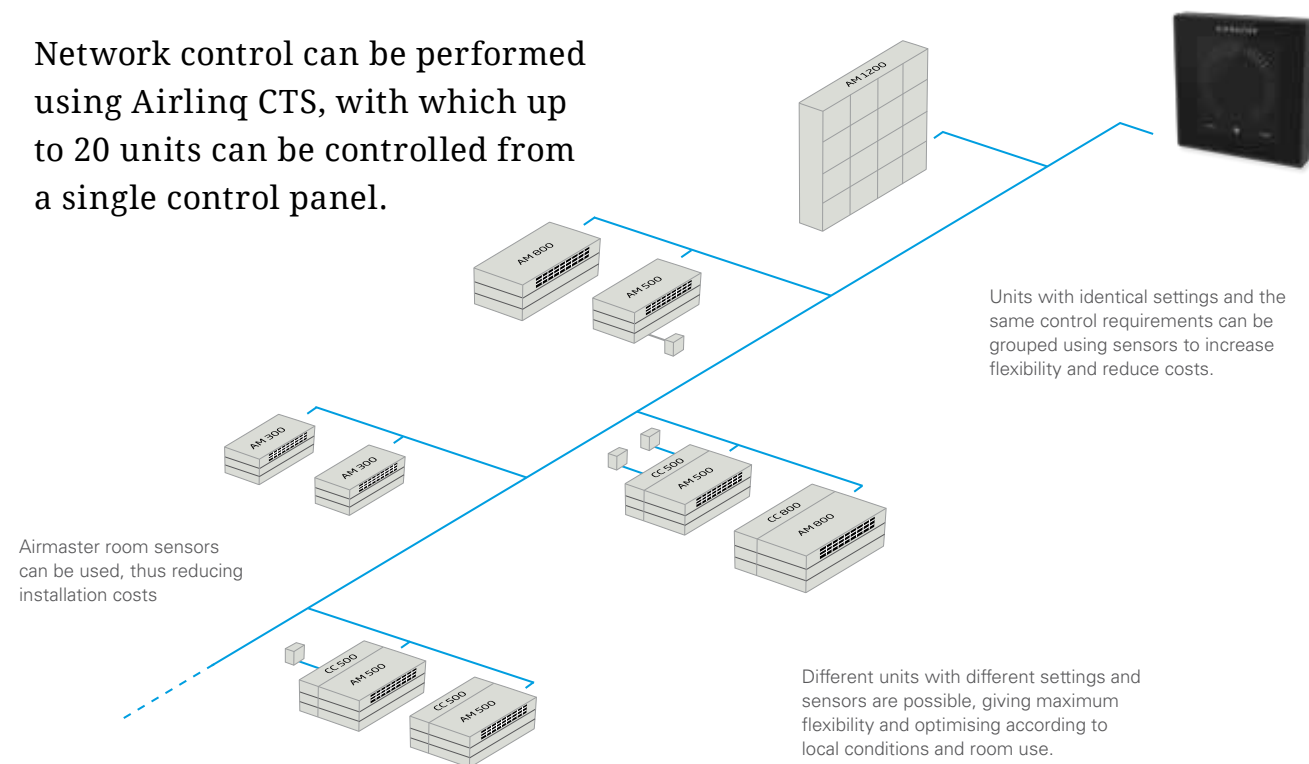 Network control can be performed
using Airlinq CTS, with which up
to 20 units can be controlled from
a single control panel.
AM 1200
AM 800
AM 500
Units with identical settings and the
same control requirements can be
grouped using sensors to increase
flexibility and reduce costs.
AM 300
AM 300
CC 500
AM 500
CC 800
AM 800
Airmaster room sensors
can be used, thus reducing
installation costs
CC 500
AM 500
CC 500
AM 500
Different units with different settings and
sensors are possible, giving maximum
flexibility and optimising according to
local conditions and room use.